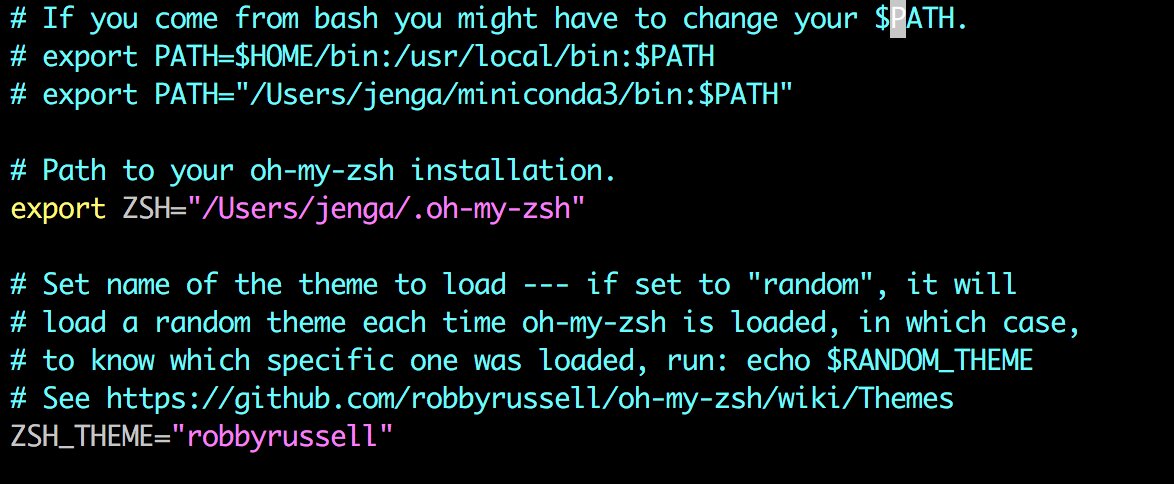 # If you come from bash you might have to change your $PATH.
# export PATH=$HOME/bin:/usr/local/bin:$PATH
# export PATH="/Users/jenga/miniconda3/bin:$PATH"
# Path to your oh-my-zsh installation.
export ZSH="/Users/jenga/.oh-my-zsh"
# Set name of the theme to load --- if set to "random", it will
# load a random theme each time oh-my-zsh is loaded, in which case,
# to know which specific one was loaded, run: echo $RANDOM_THEME
# See https://github.com/robbyrussell/oh-my-zsh/wiki/Themes
ZSH_THEME="robbyrussell"